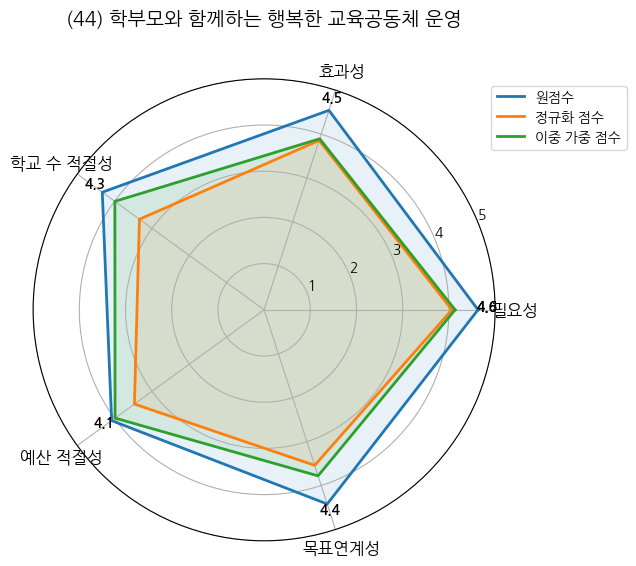 (44) 학부모와 함께하는 행복한 교육공동체 운영
효과성
4.5
원점수
정규화 점수
이중 가중 점수
학교 수 적절성
4.3
5
4
3
2
1
4.6
필요성
4.1
예산 적절성
4.4
목표연계성